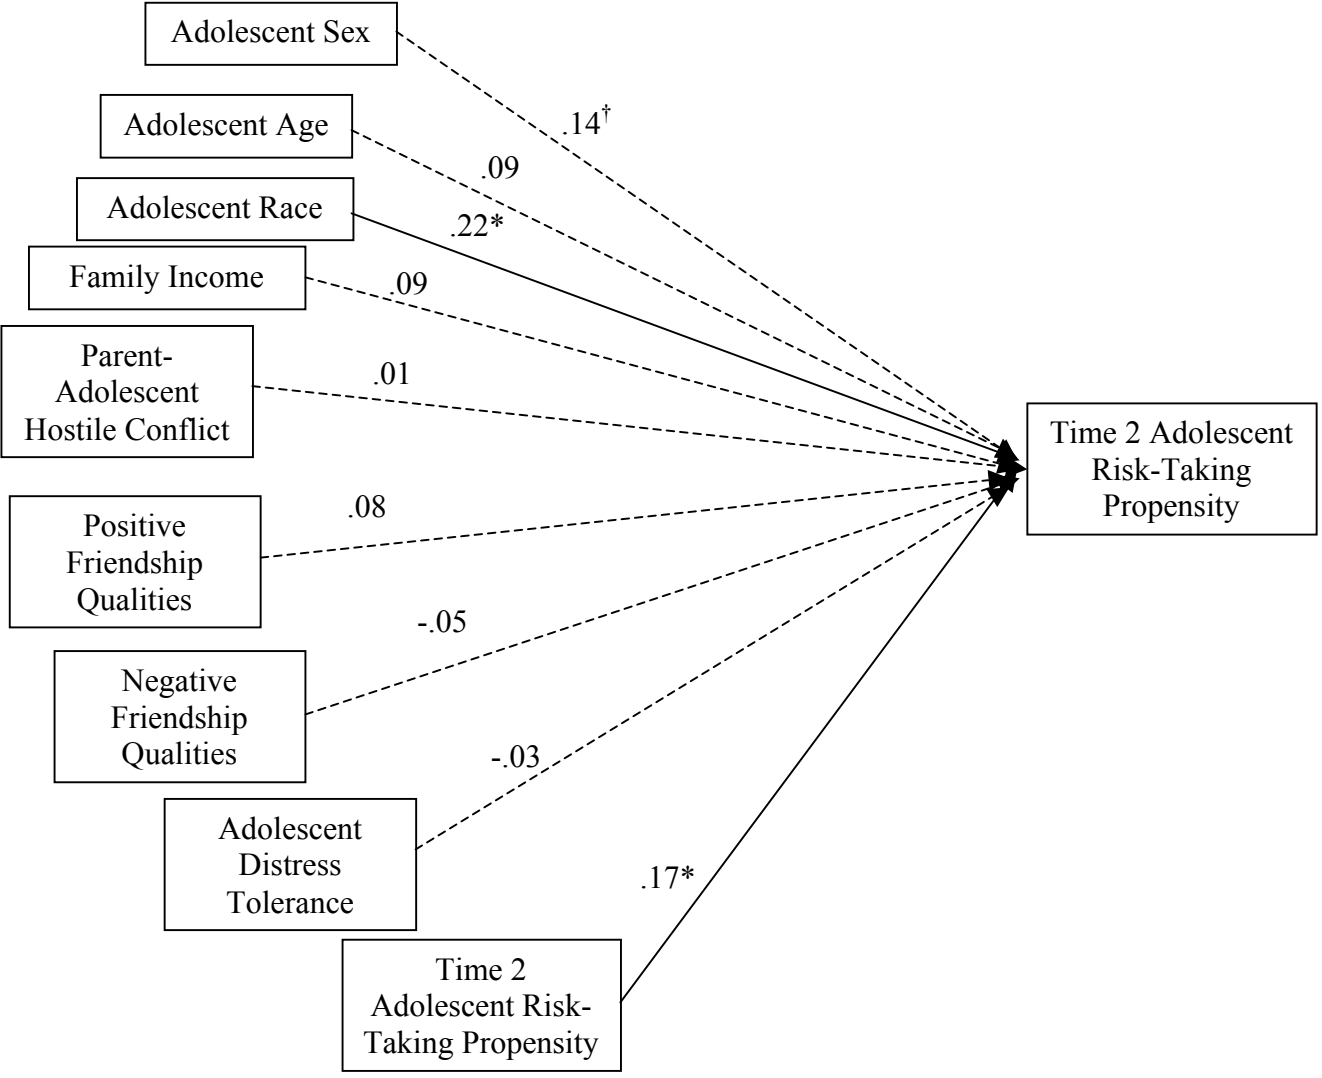 Adolescent Sex
.14†
Adolescent Age
.09
Adolescent Race
.22*
Family Income
.09
Parent-
Adolescent
Hostile Conflict
.01
Time 2 Adolescent
Risk-Taking
Propensity
Positive
Friendship
Qualities
.08
Negative
Friendship
Qualities
-.05
Adolescent
Distress
Tolerance
-.03
Time 2
Adolescent Risk-
Taking Propensity
.17*